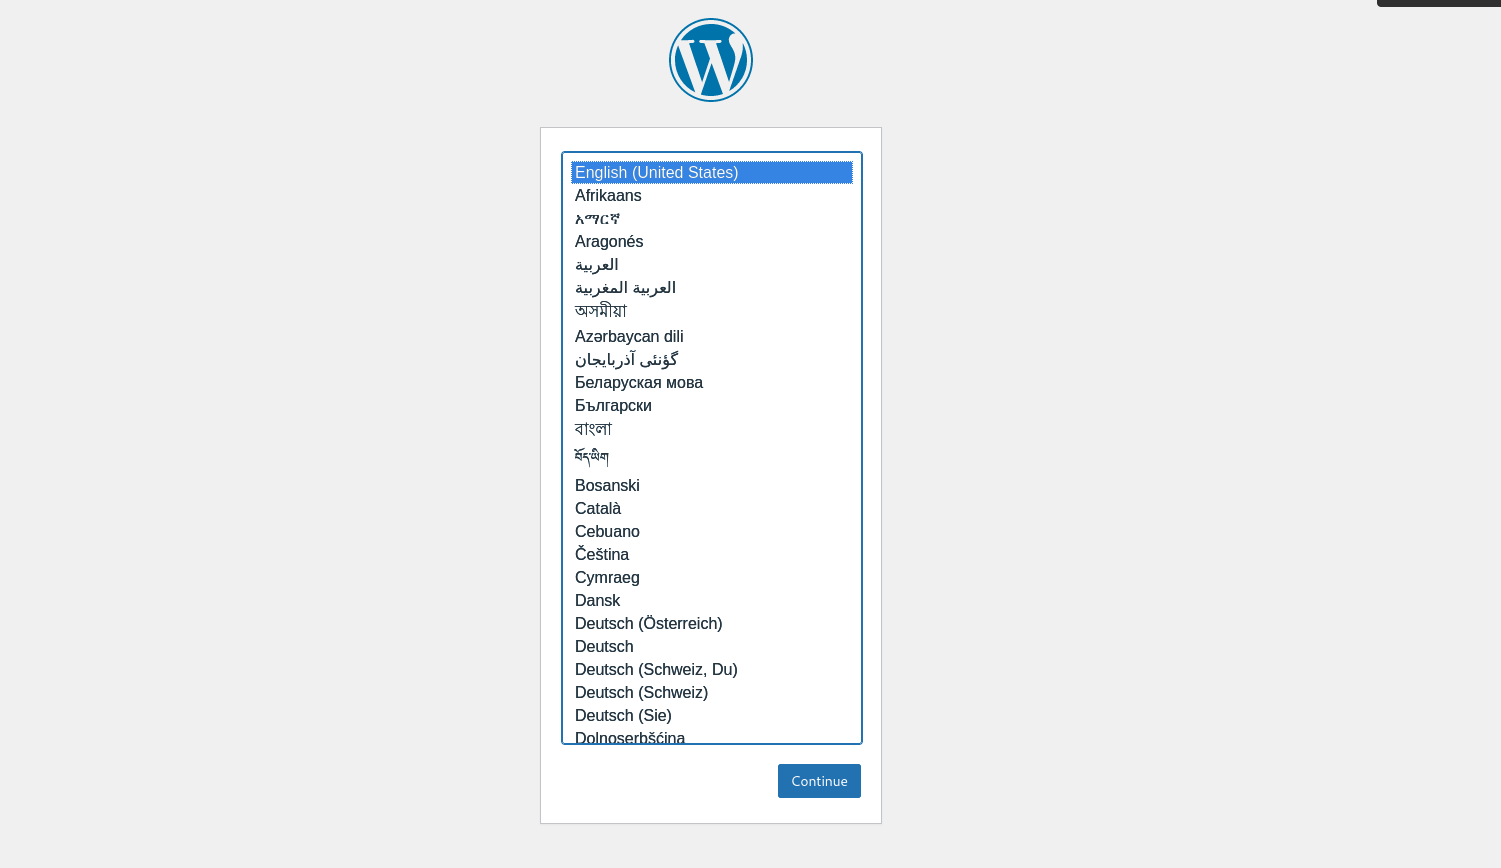 English (United States)
Afrikaans
አማርኛ
Aragonés
العربية
العربية المغربية
অসমীয়া
Azərbaycan dili
گؤنئی آذربایجان
Беларуская мова
Български
বাংলা
བོད་ཡིག
Bosanski
Català
Cebuano
Čeština
Cymraeg
Dansk
Deutsch (Österreich)
Deutsch
Deutsch (Schweiz, Du)
Deutsch (Schweiz)
Deutsch (Sie)
Dolnoserbšćina
Continue